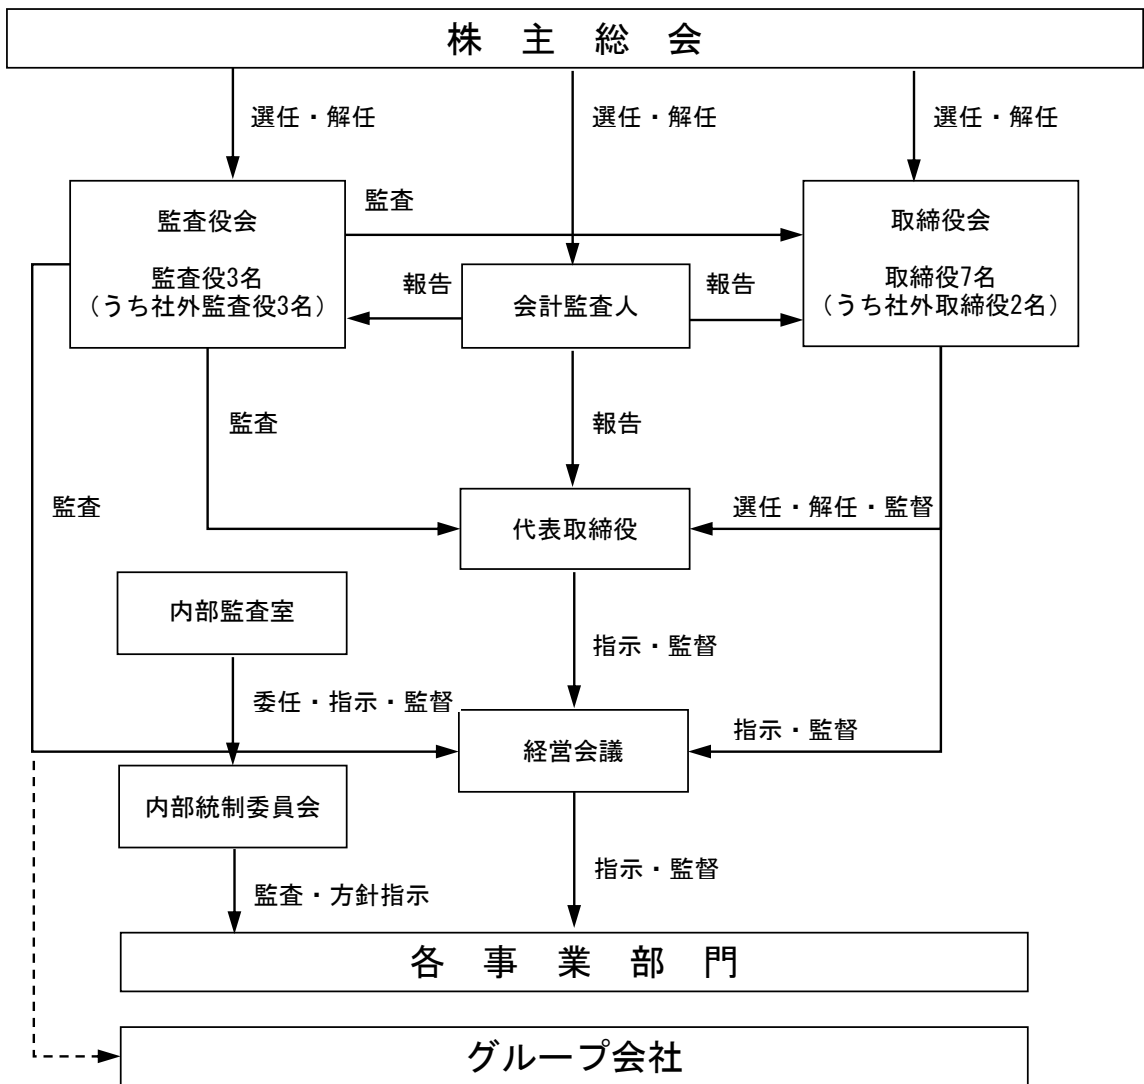 株主総会
選任・解任
選任・解任
選任・解任
監査役会
監査役3名
（うち社外監査役3名）
監査
取締役会
取締役7名
（うち社外取締役2名）
報告
会計監査人
報告
監査
報告
監査
代表取締役
選任・解任・監督
内部監査室
指示・監督
委任・指示・監督
経営会議
指示・監督
内部統制委員会
指示・監督
監査・方針指示
各事業部門
グループ会社